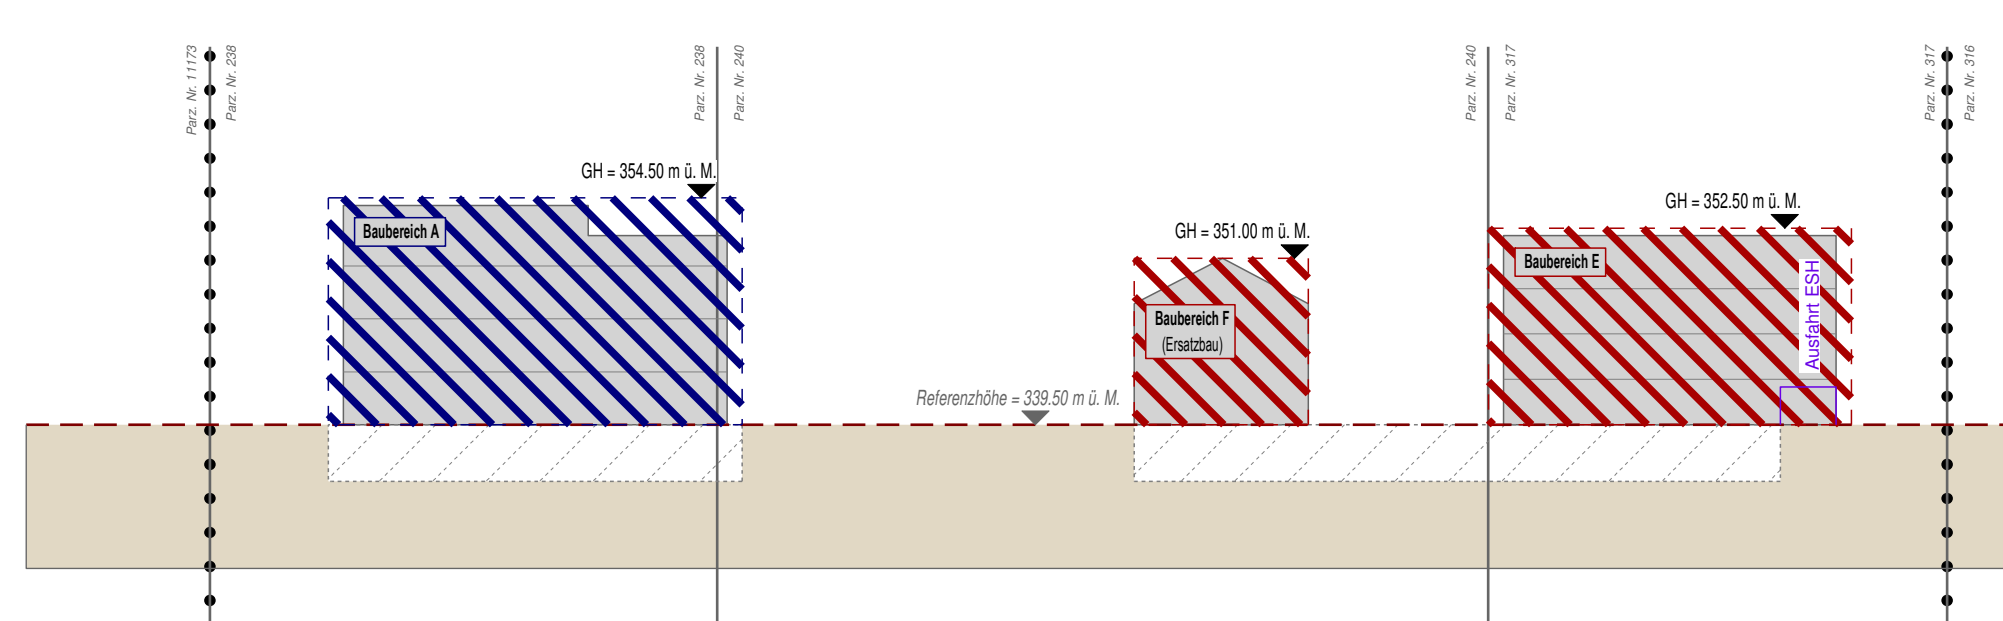 Parz. Nr. 11173
Parz. Nr. 238
Parz. Nr. 238
Parz. Nr. 240
Parz. Nr. 240
Parz. Nr. 317
Parz. Nr. 317
Parz. Nr. 316
GH = 354.50 m ü. M.
Baubereich A
GH = 351.00 m ü. M.
Baubereich F
(Ersatzbau)
GH = 352.50 m ü. M.
Baubereich E
Ausfahrt ESH
Referenzhöhe = 339.50 m ü. M.